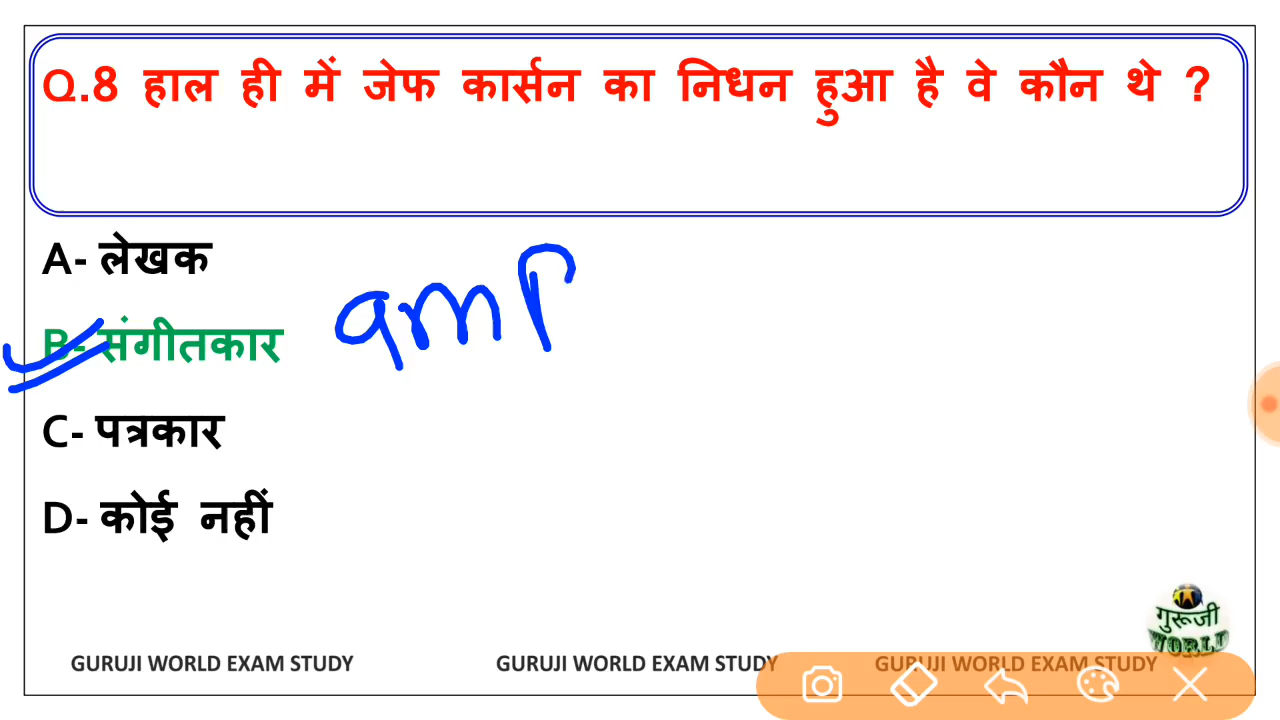 Q.8 हाल ही में जेफ कार्सन का निधन हुआ है वे कौन थे ?
A- लेखक
B- संगीतकार
C- पत्रकार
D- कोई नहीं
गुरूजी
WORLD
GURUJI WORLD EXAM STUDY GURUJI WORLD EXAM STUDY GURUJI WORLD EXAM STUDY